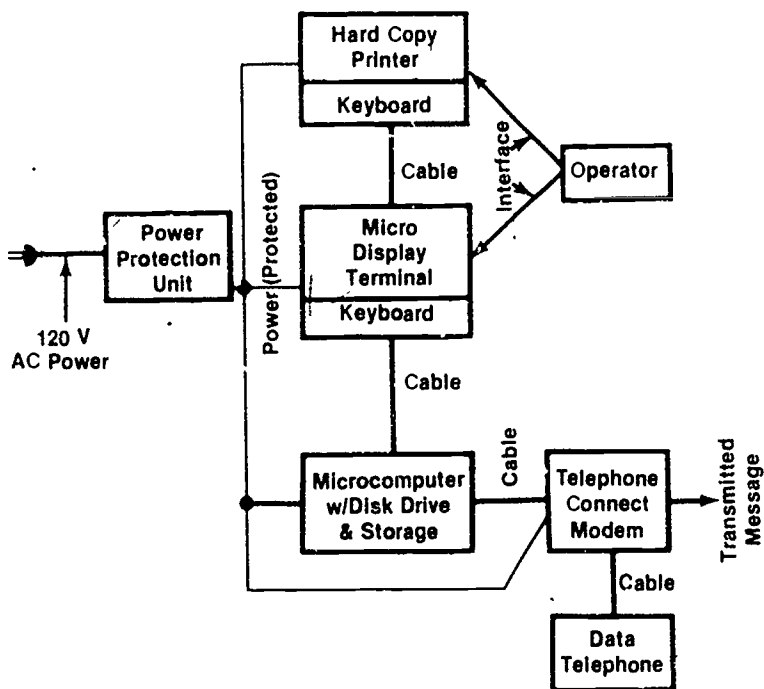 Hard Copy
Printer
Keyboard
Cable
Interface
Operator
Power
Protection
Unit
Power (Protected)
Micro
Display
Terminal
Keyboard
120 V
AC Power
Cable
Microcomputer
w/Disk Drive
& Storage
Cable
Telephone
Connect
Modem
Transmitted
Message
Cable
Data
Telephone